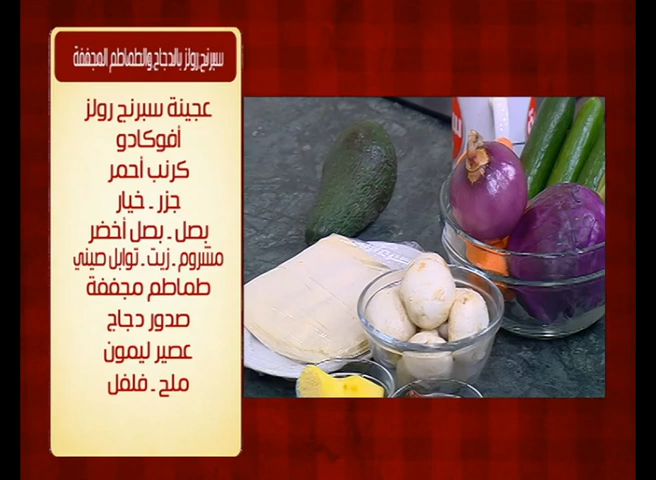 سبرنج رولز بالدجاج والطماطم المجففة
عجينة سبرنج رولز
أفوكادو
كرنب أحمر
جزر - خيار
بصل - بصل أخضر
مشروم - زيت - توابل صيني
طماطم مجففة
صدور دجاج
عصير ليمون
ملح - فلفل